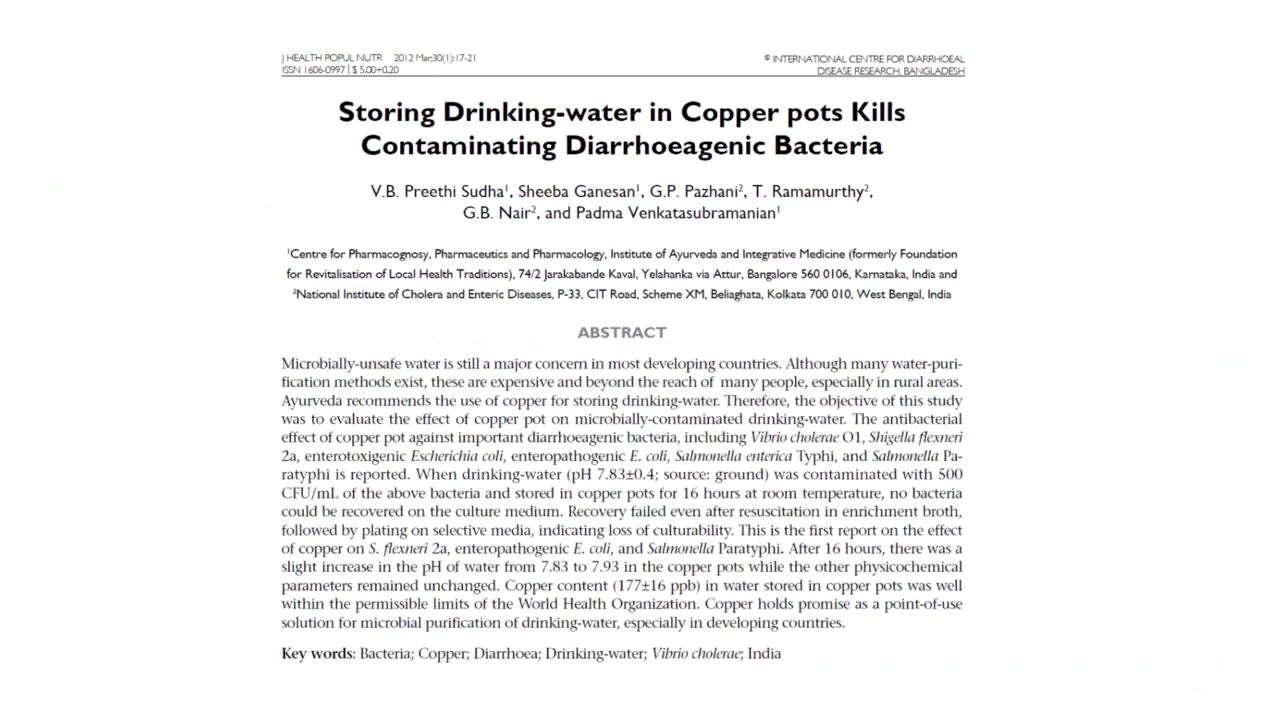 J HEALTH POPUL NUTR 2012 Mar;30(1):17-21
ISSN 1606-0997 | $ 5.00+0.20
© INTERNATIONAL CENTRE FOR DIARRHOEAL
DISEASE RESEARCH, BANGLADESH
Storing Drinking-water in Copper pots Kills
Contaminating Diarrhoeagenic Bacteria
V.B. Preethi Sudha¹, Sheeba Ganesan¹, G.P. Pazhani², T. Ramamurthy²,
G.B. Nair², and Padma Venkatasubramanian¹
¹Centre for Pharmacognosy, Pharmaceutics and Pharmacology, Institute of Ayurveda and Integrative Medicine (formerly Foundation
for Revitalisation of Local Health Traditions), 74/2 Jarakabande Kaval, Yelahanka via Attur, Bangalore 560 0106, Karnataka, India and
²National Institute of Cholera and Enteric Diseases, P-33, CIT Road, Scheme XM, Beliaghata, Kolkata 700 010, West Bengal, India
ABSTRACT
Microbially-unsafe water is still a major concern in most developing countries. Although many water-puri-
fication methods exist, these are expensive and beyond the reach of many people, especially in rural areas.
Ayurveda recommends the use of copper for storing drinking-water. Therefore, the objective of this study
was to evaluate the effect of copper pot on microbially-contaminated drinking-water. The antibacterial
effect of copper pot against important diarrhoeagenic bacteria, including Vibrio cholerae O1, Shigella flexneri
2a, enterotoxigenic Escherichia coli, enteropathogenic E. coli, Salmonella enterica Typhi, and Salmonella Pa-
ratyphi is reported. When drinking-water (pH 7.83±0.4; source: ground) was contaminated with 500
CFU/mL of the above bacteria and stored in copper pots for 16 hours at room temperature, no bacteria
could be recovered on the culture medium. Recovery failed even after resuscitation in enrichment broth,
followed by plating on selective media, indicating loss of culturability. This is the first report on the effect
of copper on S. flexneri 2a, enteropathogenic E. coli, and Salmonella Paratyphi. After 16 hours, there was a
slight increase in the pH of water from 7.83 to 7.93 in the copper pots while the other physicochemical
parameters remained unchanged. Copper content (177±16 ppb) in water stored in copper pots was well
within the permissible limits of the World Health Organization. Copper holds promise as a point-of-use
solution for microbial purification of drinking-water, especially in developing countries.
Key words: Bacteria; Copper; Diarrhoea; Drinking-water; Vibrio cholerae; India